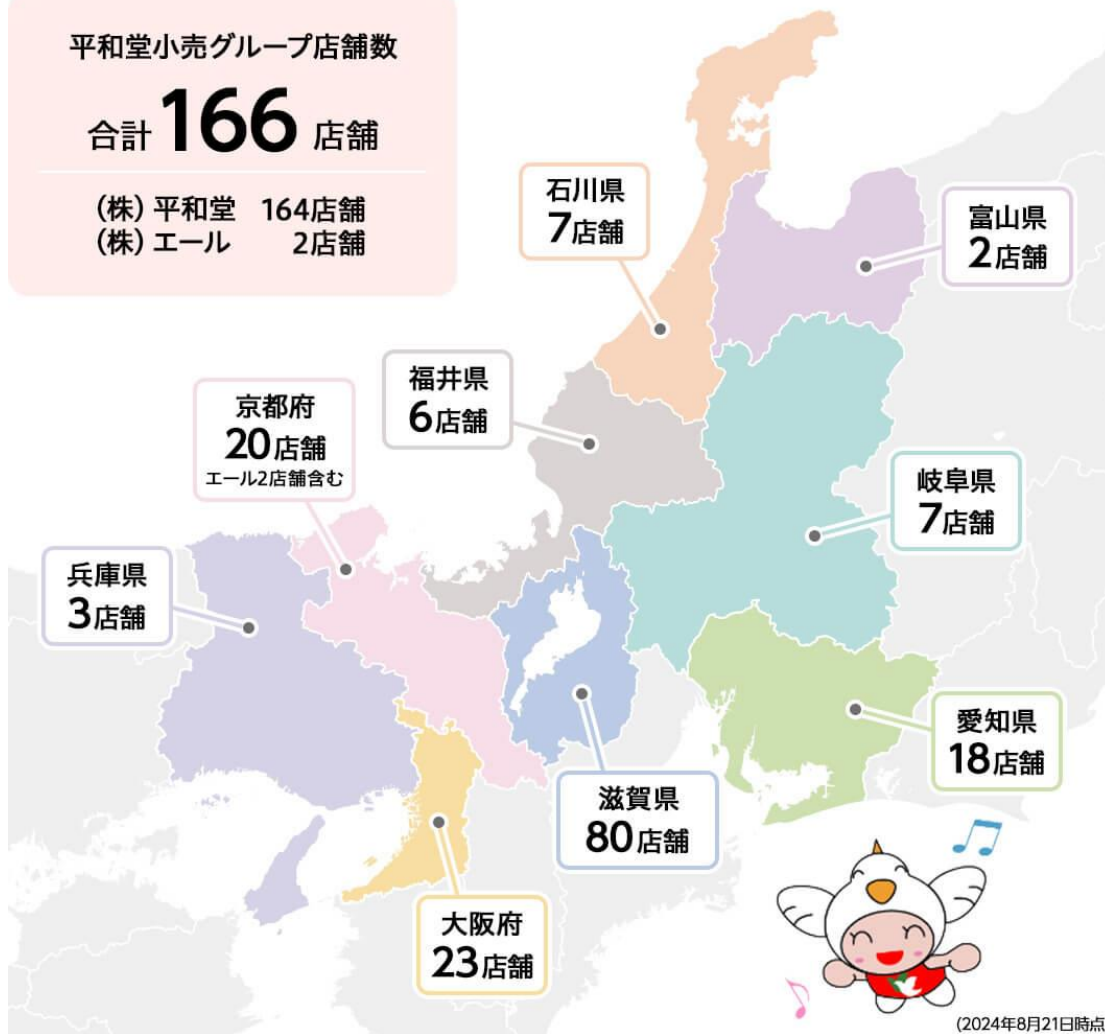 平和堂小売グループ店舗数
合計 166 店舗
(株) 平和堂 164店舗
(株) エール 2店舗
石川県
7店舗
富山県
2店舗
福井県
6店舗
京都府
20店舗
エール2店舗含む
岐阜県
7店舗
兵庫県
3店舗
愛知県
18店舗
滋賀県
80店舗
大阪府
23店舗
(2024年8月21日時点